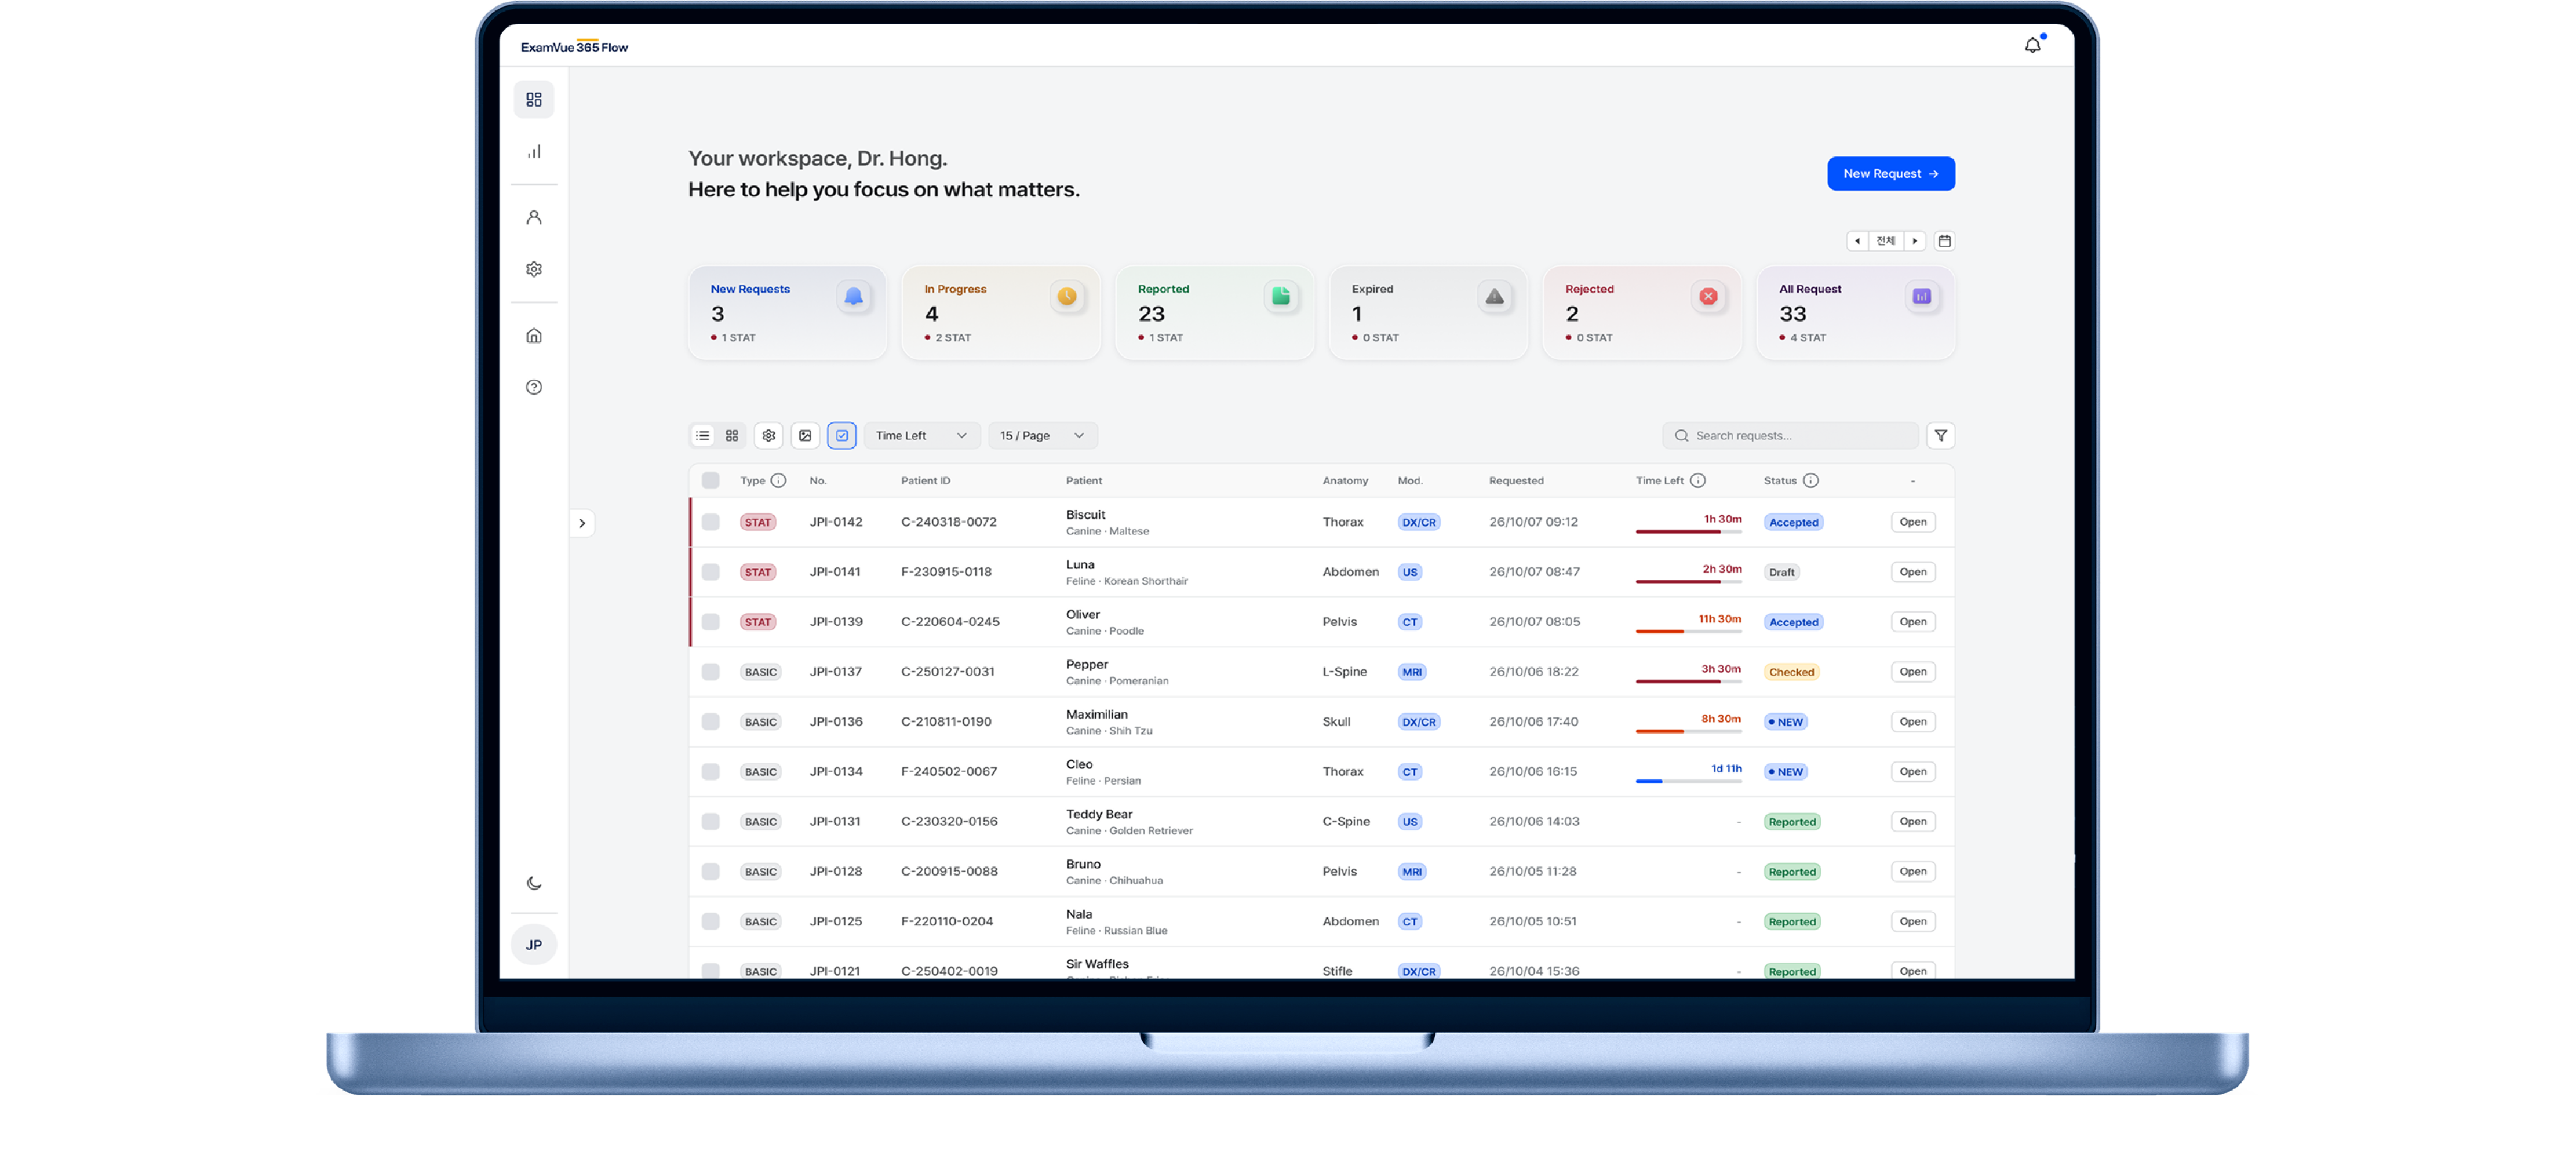 ExamVue 365 Flow
Your workspace, Dr. Hong.
Here to help you focus on what matters.
New Request →
전체
New Requests
3
1 STAT
In Progress
4
2 STAT
Reported
23
1 STAT
Expired
1
0 STAT
Rejected
2
0 STAT
All Request
33
4 STAT
Time Left
15 / Page
Search requests...
Type No. Patient ID Patient Anatomy Mod. Requested Time Left Status -
STAT JPI-0142 C-240318-0072 Biscuit Thorax DX/CR 26/10/07 09:12 1h 30m Accepted Open
Canine · Maltese
STAT JPI-0141 F-230915-0118 Luna Abdomen US 26/10/07 08:47 2h 30m Draft Open
Feline · Korean Shorthair
STAT JPI-0139 C-220604-0245 Oliver Pelvis CT 26/10/07 08:05 11h 30m Accepted Open
Canine · Poodle
BASIC JPI-0137 C-250127-0031 Pepper L-Spine MRI 26/10/06 18:22 3h 30m Checked Open
Canine · Pomeranian
BASIC JPI-0136 C-210811-0190 Maximilian Skull DX/CR 26/10/06 17:40 8h 30m NEW Open
Canine · Shih Tzu
BASIC JPI-0134 F-240502-0067 Cleo Thorax CT 26/10/06 16:15 1d 11h NEW Open
Feline · Persian
BASIC JPI-0131 C-230320-0156 Teddy Bear C-Spine US 26/10/06 14:03 - Reported Open
Canine · Golden Retriever
BASIC JPI-0128 C-200915-0088 Bruno Pelvis MRI 26/10/05 11:28 - Reported Open
Canine · Chihuahua
BASIC JPI-0125 F-220110-0204 Nala Abdomen CT 26/10/05 10:51 - Reported Open
Feline · Russian Blue
BASIC JPI-0121 C-250402-0019 Sir Waffles Stifle DX/CR 26/10/04 15:36 - Reported Open
JP